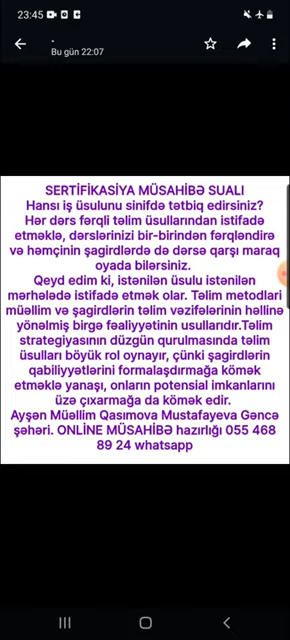 23:45
.
Bu gün 22:07
SERTİFİKASİYA MÜSAHİBƏ SUALI
Hansı iş üsulunu sinifdə tətbiq edirsiniz?
Hər dərs fərqli təlim üsullarından istifadə
etməklə, dərslərinizi bir-birindən fərqləndirə
və həmçinin şagirdlərdə də dərsə qarşı maraq
oyada bilərsiniz.
Qeyd edim ki, istənilən üsulu istənilən
mərhələdə istifadə etmək olar. Təlim metodlari
müəllim və şagirdlərin təlim vəzifələrinin həllinə
yönəlmiş birgə fəaliyyətinin usullarıdır.Təlim
strategiyasının düzgün qurulmasında təlim
üsulları böyük rol oynayır, çünki şagirdlərin
qabiliyyətlərini formalaşdırmağa kömək
etməklə yanaşı, onların potensial imkanlarını
üzə çıxarmağa da kömək edir.
Ayşən Müəllim Qasımova Mustafayeva Gəncə
şəhəri. ONLİNE MÜSAHİBƏ hazırlığı 055 468
89 24 whatsapp